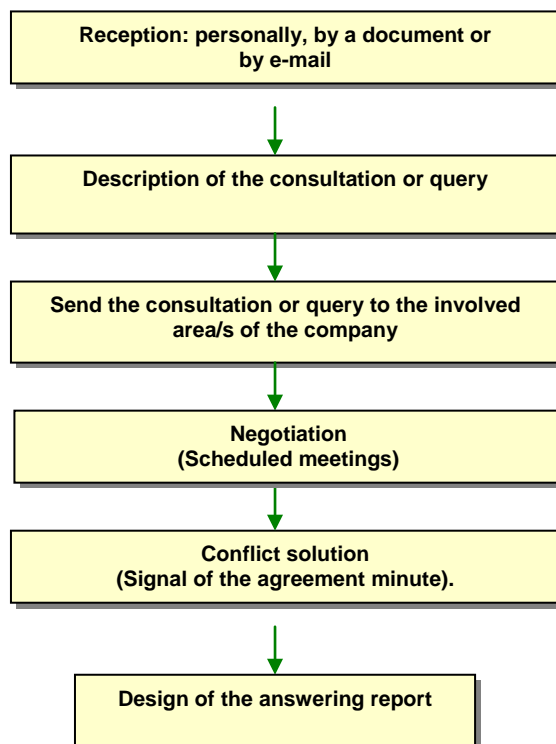 Reception: personally, by a document or
by e-mail
Description of the consultation or query
Send the consultation or query to the involved
area/s of the company
Negotiation
(Scheduled meetings)
Conflict solution
(Signal of the agreement minute).
Design of the answering report